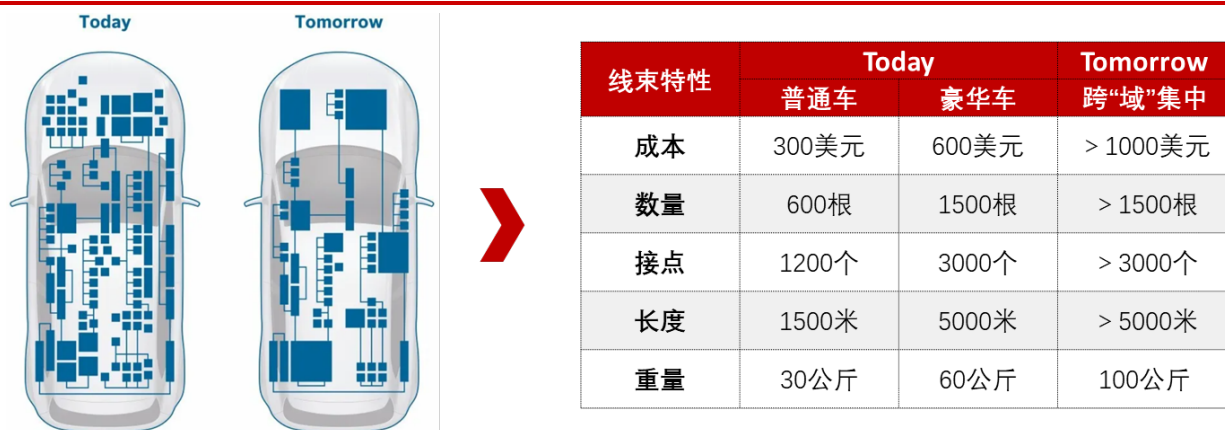 Today Tomorrow
线束特性 Today Tomorrow
普通车 豪华车 跨“域”集中
成本 300美元 600美元 > 1000美元
数量 600根 1500根 > 1500根
接点 1200个 3000个 > 3000个
长度 1500米 5000米 > 5000米
重量 30公斤 60公斤 100公斤